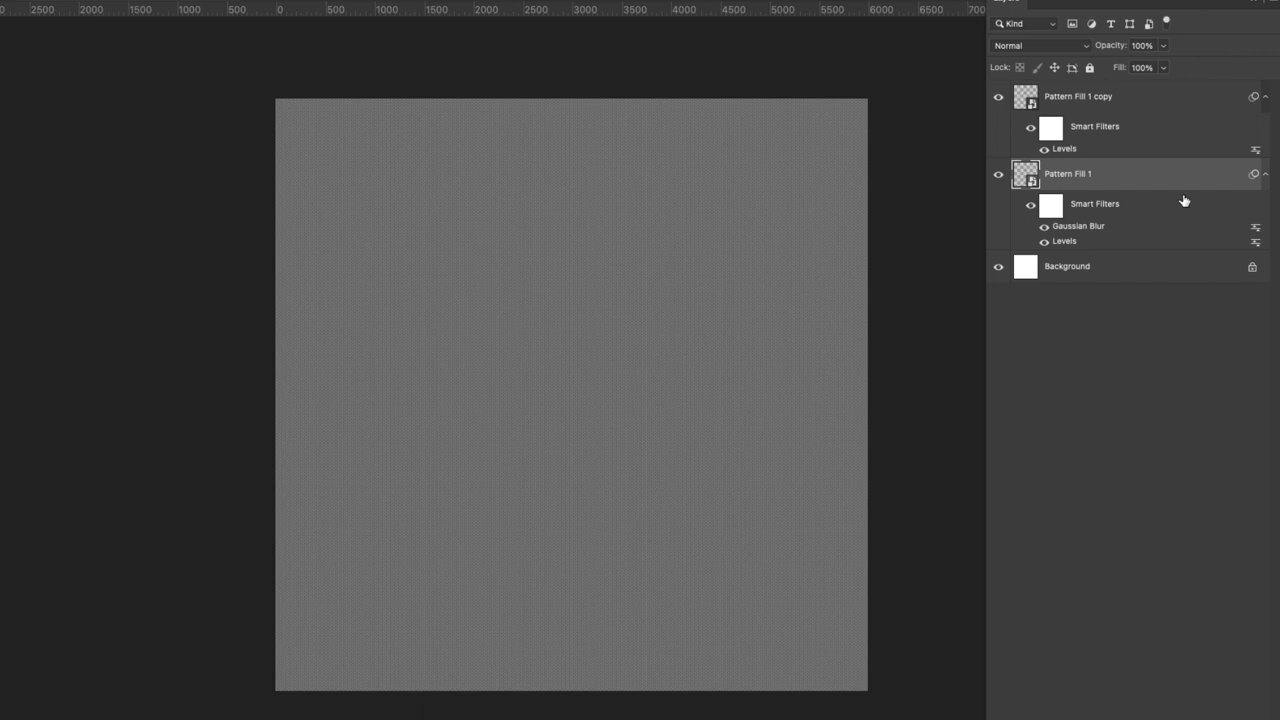 0 2500 2000 1500 1000 500 0 500 1000 1500 2000 2500 3000 3500 4000 4500 5000 5500 6000 6500 7000
Kind
Normal Opacity: 100%
Lock: Fill: 100%
Pattern Fill 1 copy
Smart Filters
Levels
Pattern Fill 1
Smart Filters
Gaussian Blur
Levels
Background